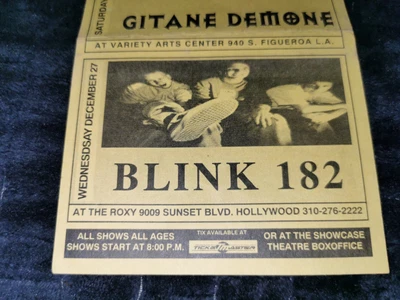 SATURDAY
GITANE DEMONE
AT VARIETY ARTS CENTER 940 S. FIGUEROA L.A.
WEDNESDSAY DECEMBER 27
BLINK 182
AT THE ROXY 9009 SUNSET BLVD. HOLLYWOOD 310-276-2222
ALL SHOWS ALL AGES
SHOWS START AT 8:00 P.M.
TIX AVAILABLE AT
TICKETMASTER
OR AT THE SHOWCASE
THEATRE BOXOFFICE